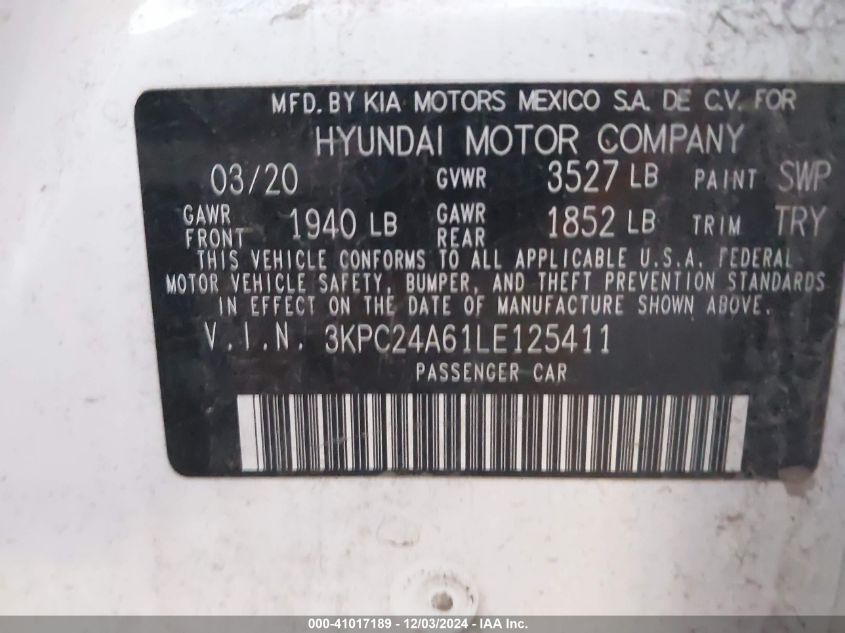 MFD. BY KIA MOTORS MEXICO S.A. DE C.V. FOR
HYUNDAI MOTOR COMPANY
03/20 GVWR 3527 LB PAINT SWP
GAWR FRONT 1940 LB GAWR REAR 1852 LB TRIM TRY
THIS VEHICLE CONFORMS TO ALL APPLICABLE U.S.A. FEDERAL
MOTOR VEHICLE SAFETY, BUMPER, AND THEFT PREVENTION STANDARDS
IN EFFECT ON THE DATE OF MANUFACTURE SHOWN ABOVE.
V.I.N. 3KPC24A61LE125411
PASSENGER CAR
000-41017189 - 12/03/2024 - IAA Inc.